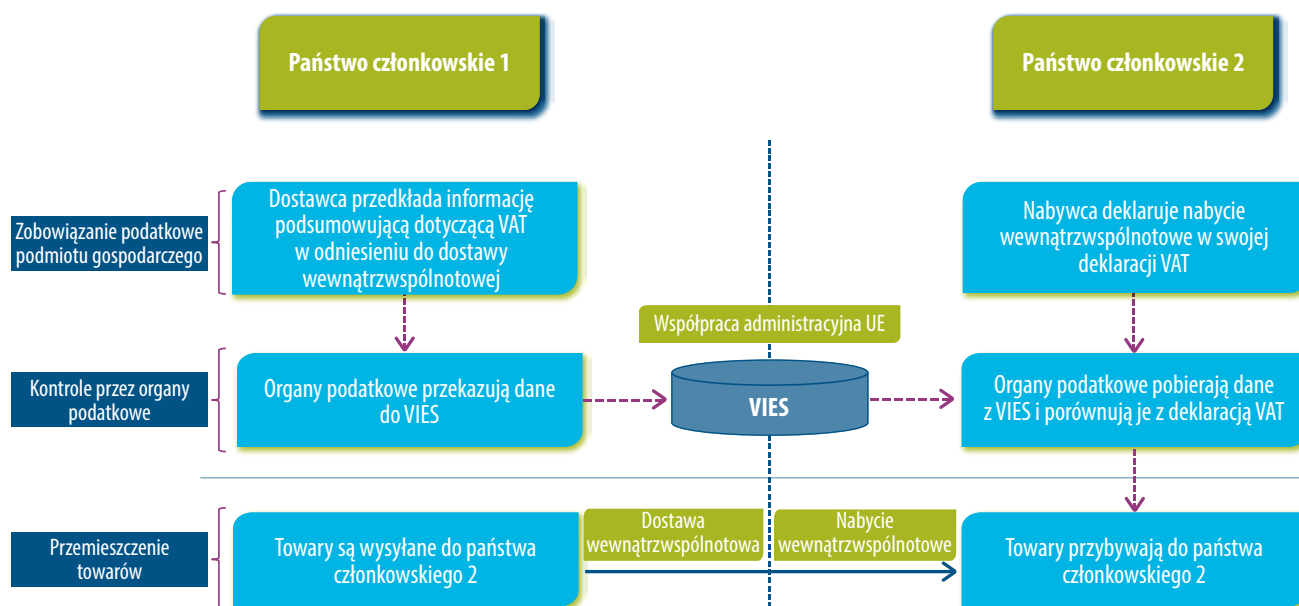 Państwo członkowskie 1
Państwo członkowskie 2
Zobowiązanie podatkowe
podmiotu gospodarczego
Dostawca przedkłada informację
podsumowującą dotyczącą VAT
w odniesieniu do dostawy
wewnątrzwspólnotowej
Nabywca deklaruje nabycie
wewnątrzwspólnotowe w swojej
deklaracji VAT
Współpraca administracyjna UE
Kontrole przez organy
podatkowe
Organy podatkowe przekazują dane
do VIES
VIES
Organy podatkowe pobierają dane
z VIES i porównują je z deklaracją VAT
Przemieszczenie
towarów
Towary są wysyłane do państwa
członkowskiego 2
Dostawa
wewnątrzwspólnotowa
Nabycie
wewnątrzwspólnotowe
Towary przybywają do państwa
członkowskiego 2